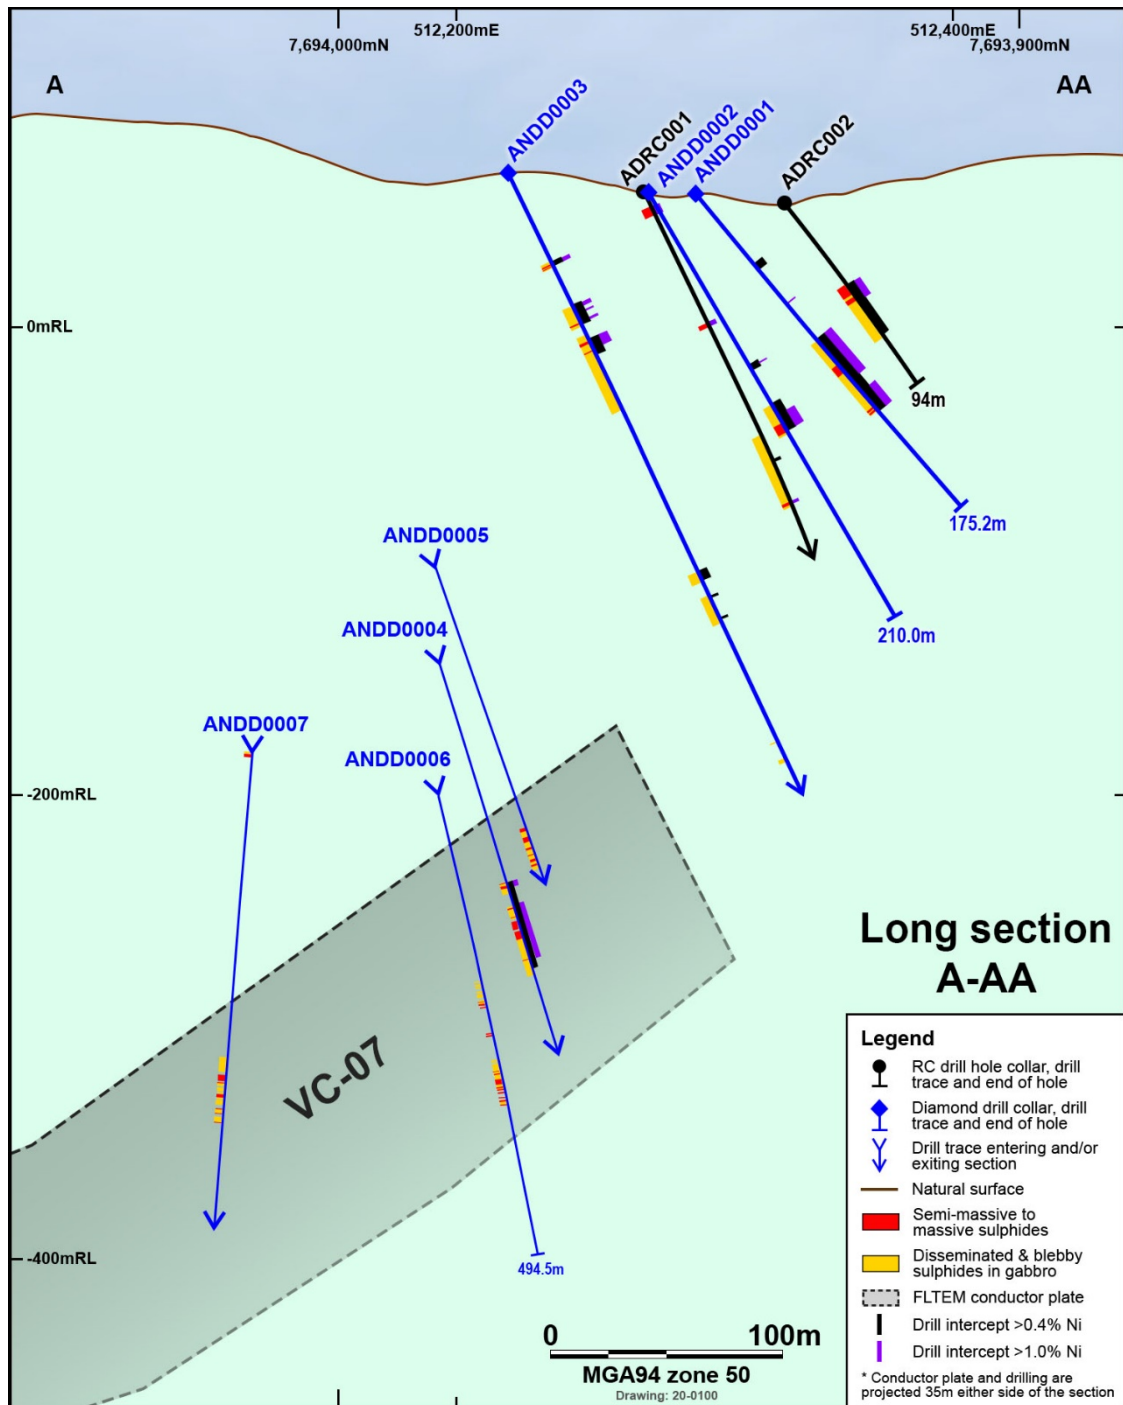 512,200mE
7,694,000mN
512,400mE
7,693,900mN
A
AA
ANDD0003
ADRC001
ANDD0002
ANDD0001
ADRC002
0mRL
94m
175.2m
ANDD0005
210.0m
ANDD0004
ANDD0007
ANDD0006
-200mRL
Long section
A-AA
VC-07
-400mRL
494.5m
0
100m
MGA94 zone 50
Drawing: 20-0100
Legend
RC drill hole collar, drill
trace and end of hole
Diamond drill collar, drill
trace and end of hole
Drill trace entering and/or
exiting section
Natural surface
Semi-massive to
massive sulphides
Disseminated & blebby
sulphides in gabbro
FLTEM conductor plate
Drill intercept >0.4% Ni
Drill intercept >1.0% Ni
* Conductor plate and drilling are
projected 35m either side of the section